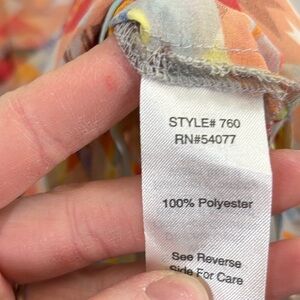 STYLE# 760
RN#54077
100% Polyester
See Reverse
Side For Care